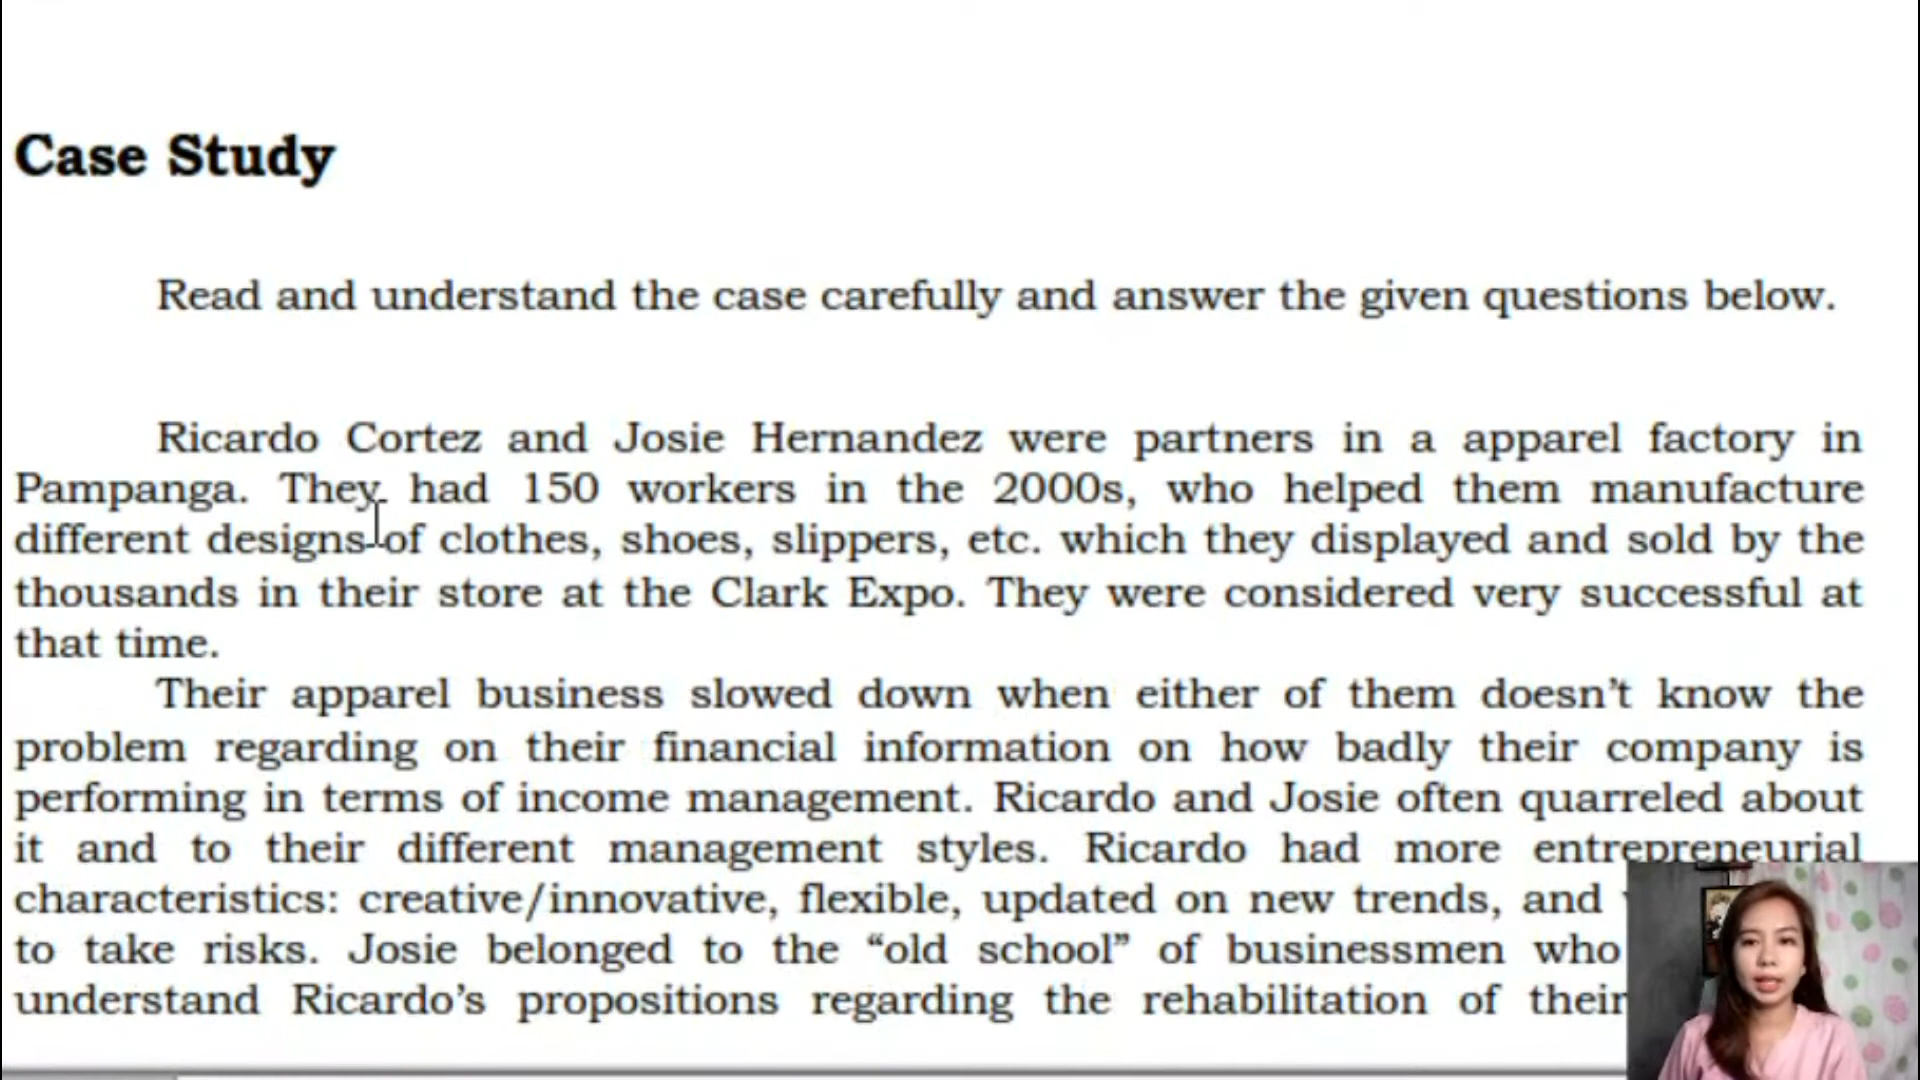 Case Study
Read and understand the case carefully and answer the given questions below.
Ricardo Cortez and Josie Hernandez were partners in a apparel factory in
Pampanga. They had 150 workers in the 2000s, who helped them manufacture
different designs of clothes, shoes, slippers, etc. which they displayed and sold by the
thousands in their store at the Clark Expo. They were considered very successful at
that time.
Their apparel business slowed down when either of them doesn’t know the
problem regarding on their financial information on how badly their company is
performing in terms of income management. Ricardo and Josie often quarreled about
it and to their different management styles. Ricardo had more entrepreneurial
characteristics: creative/innovative, flexible, updated on new trends, and
to take risks. Josie belonged to the “old school” of businessmen who
understand Ricardo’s propositions regarding the rehabilitation of their